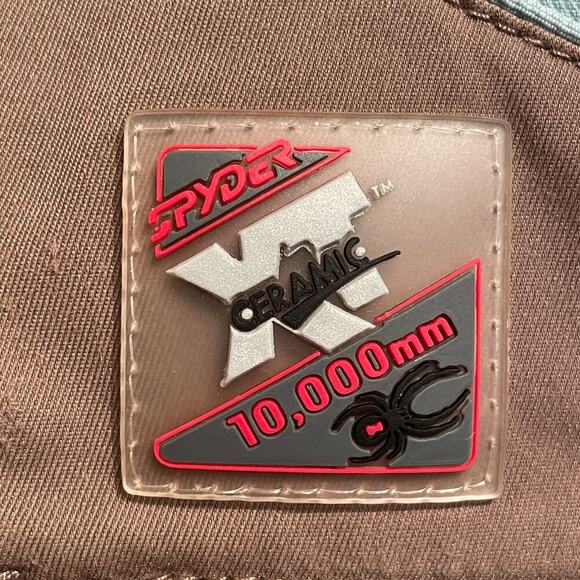 SPYDER
XT™
CERAMIC
10,000mm